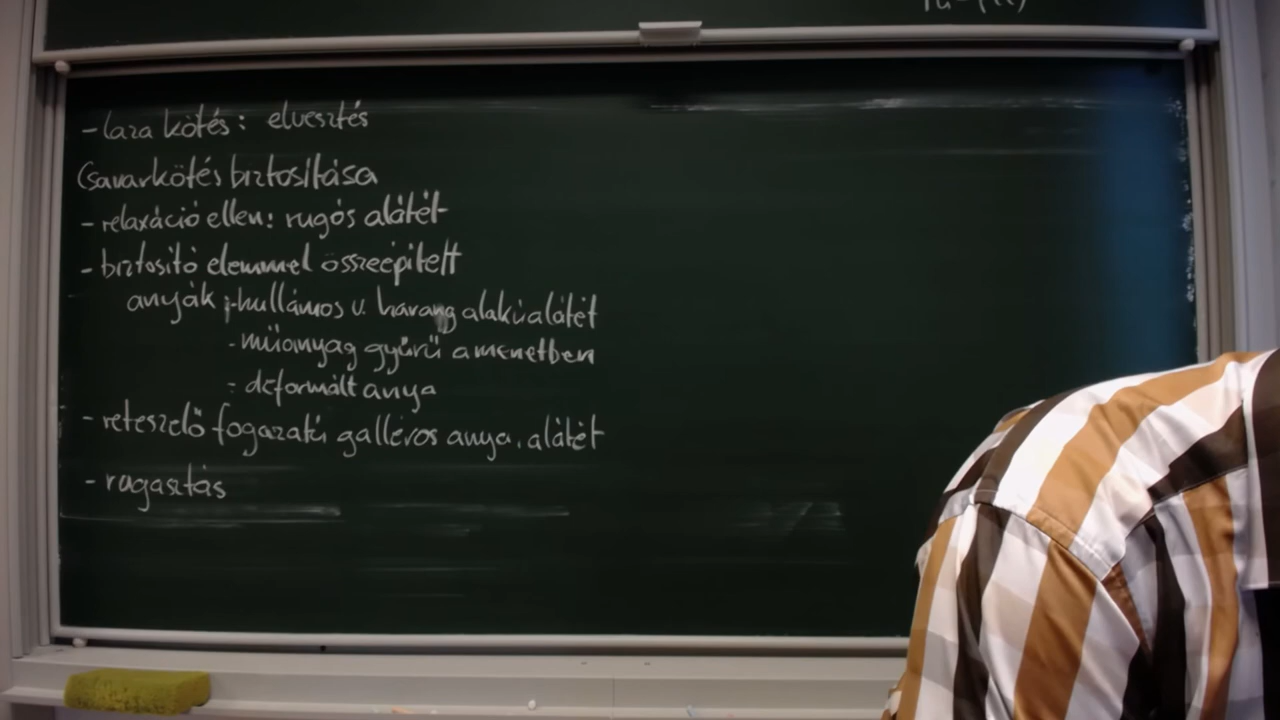 - laza kötés: elvesztés
Csavarkötés biztosítása
- relaxáció ellen: rugós alátét
- biztosító elemmel összeépített
anyák: - hullámos v. harang alakú alátét
- műanyag gyűrű a menetben
- deformált anya
- reteszelő fogazatú galléros anya, alátét
- ragasztás